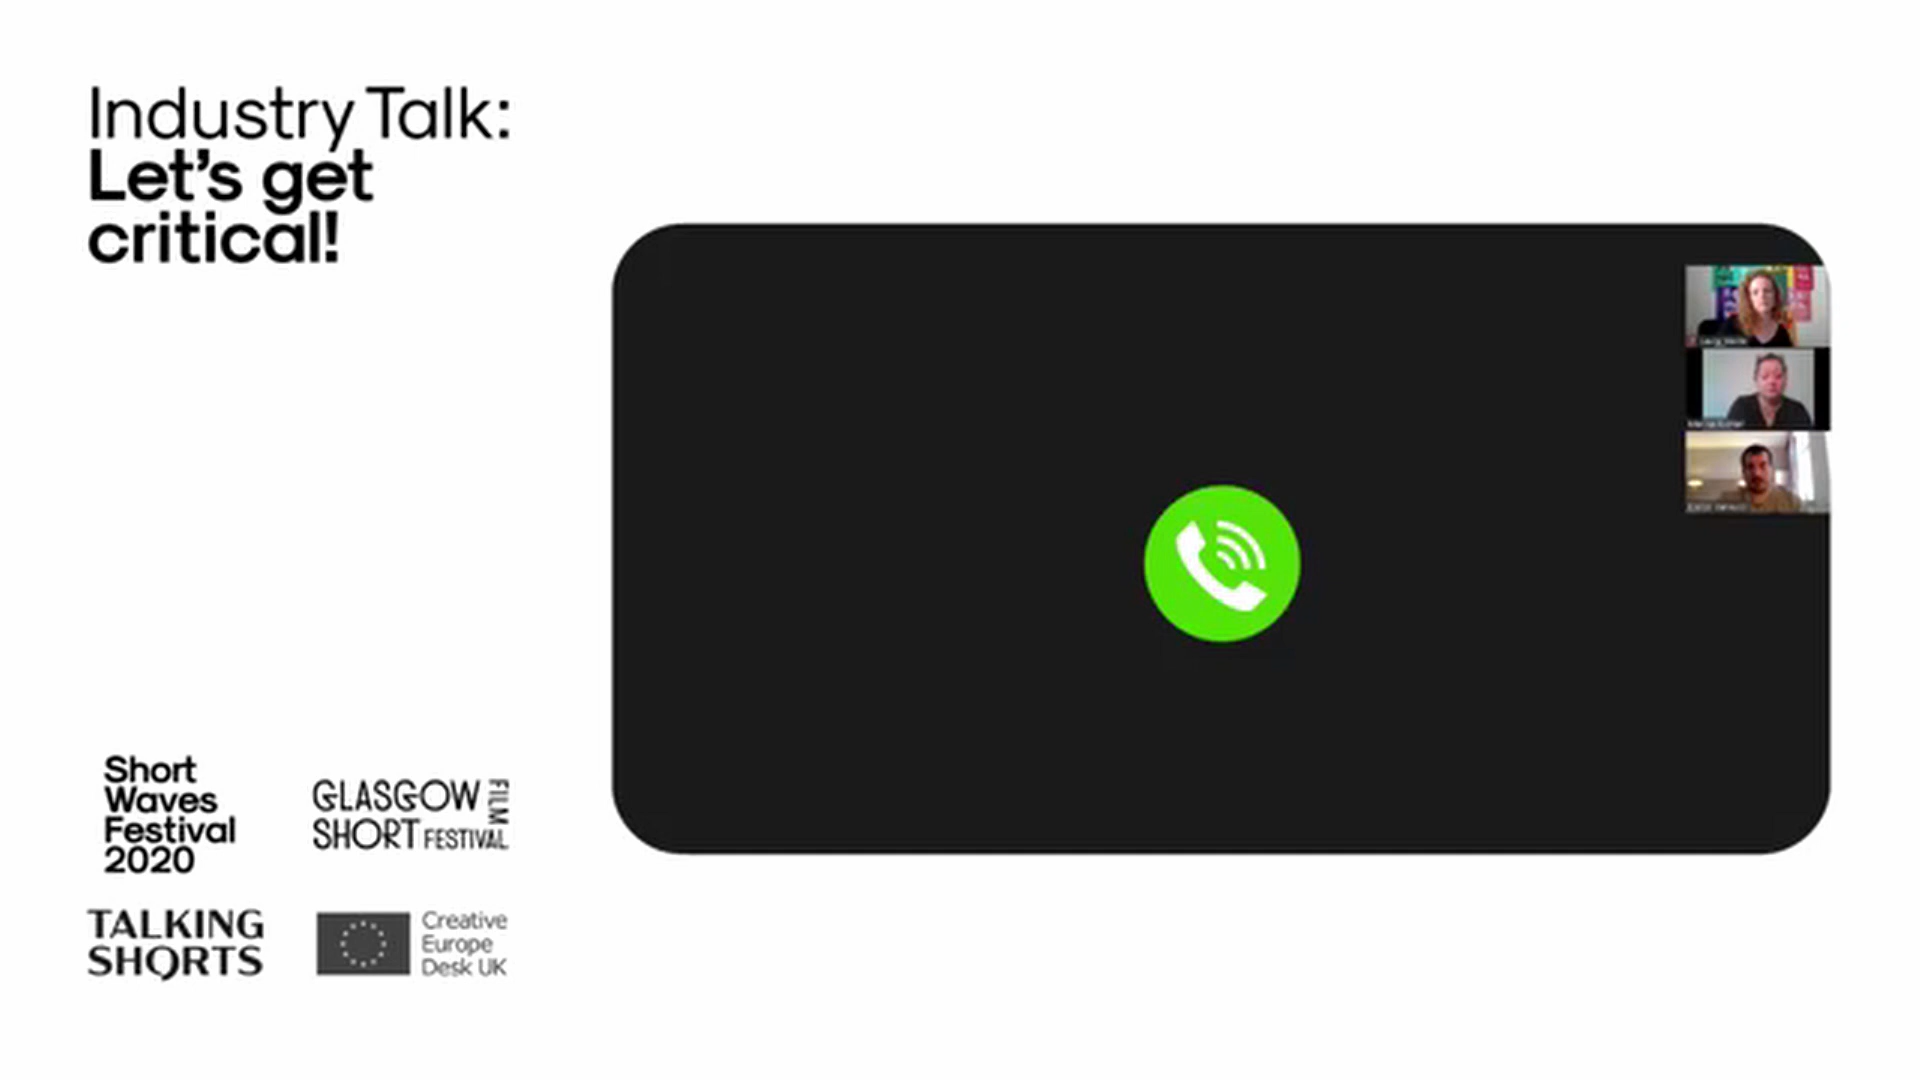 Industry Talk:
Let's get
critical!
Short
Waves
Festival
2020
GLASGOW
SHORT FILM
FESTIVAL
TALKING
SHORTS
Creative
Europe
Desk UK